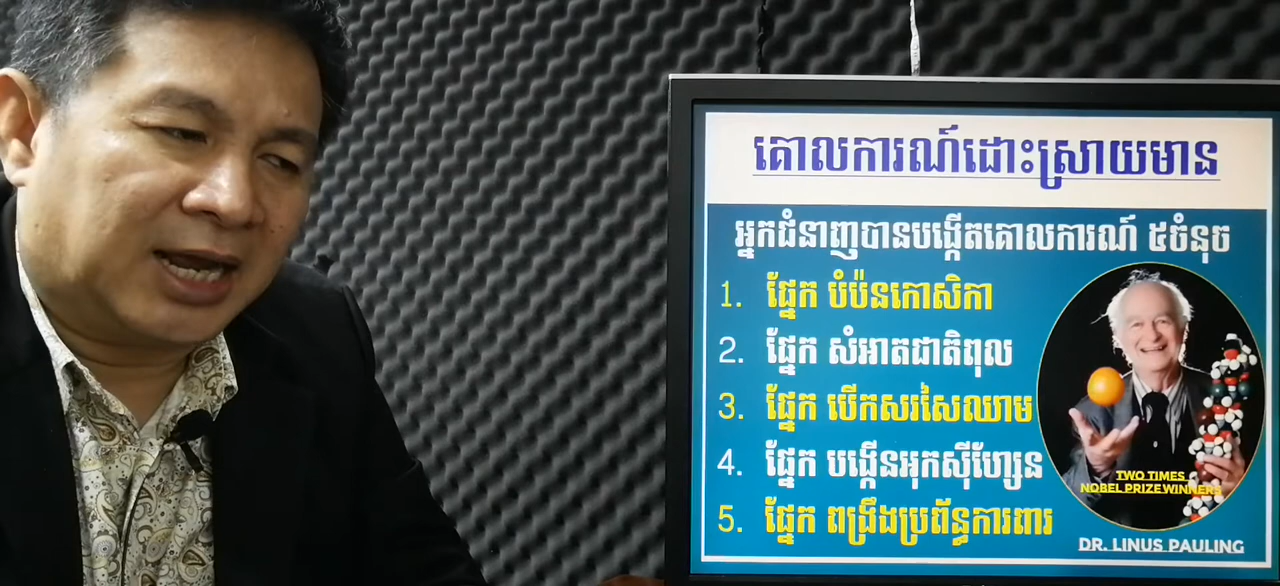 គោលការណ៍ដោះស្រាយមាន
អ្នកជំនាញបានបង្កើតគោលការណ៍ ៥ចំនុច
1. ផ្នែក បំប៉នកោសិកា
2. ផ្នែក សំអាតជាតិពុល
3. ផ្នែក បើកសរសៃឈាម
4. ផ្នែក បង្កើនអុកស៊ីហ្សែន
5. ផ្នែក ពង្រឹងប្រព័ន្ធការពារ
TWO TIMES
NOBEL PRIZE WINNERS
DR. LINUS PAULING